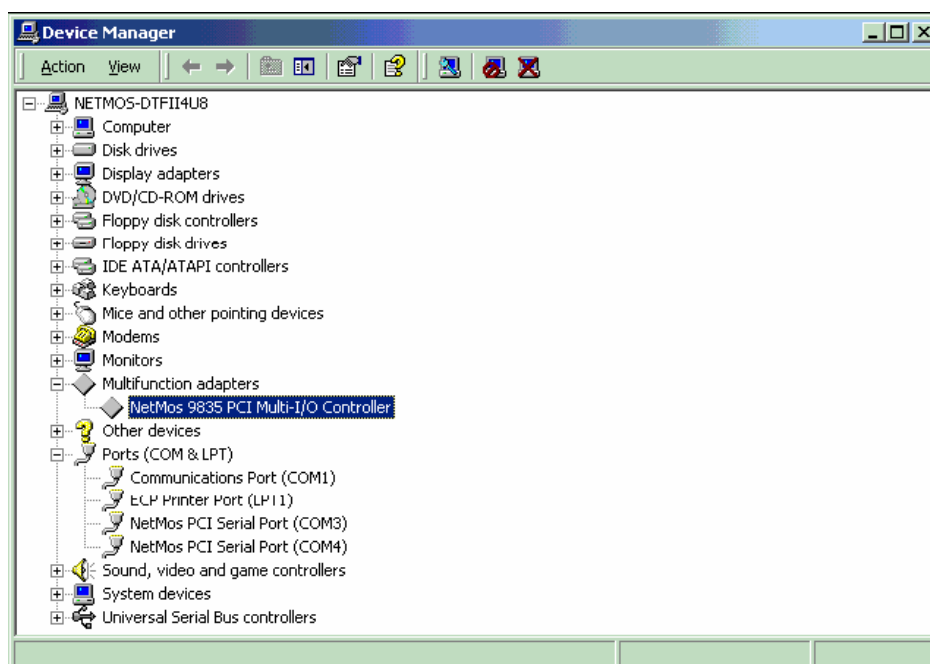 Device Manager
Action View
NETMOS-DTFII4U8
Computer
Disk drives
Display adapters
DVD/CD-ROM drives
Floppy disk controllers
Floppy disk drives
IDE ATA/ATAPI controllers
Keyboards
Mice and other pointing devices
Modems
Monitors
Multifunction adapters
NetMos 9835 PCI Multi-I/O Controller
Other devices
Ports (COM & LPT)
Communications Port (COM1)
ECP Printer Port (LPT1)
NetMos PCI Serial Port (COM3)
NetMos PCI Serial Port (COM4)
Sound, video and game controllers
System devices
Universal Serial Bus controllers